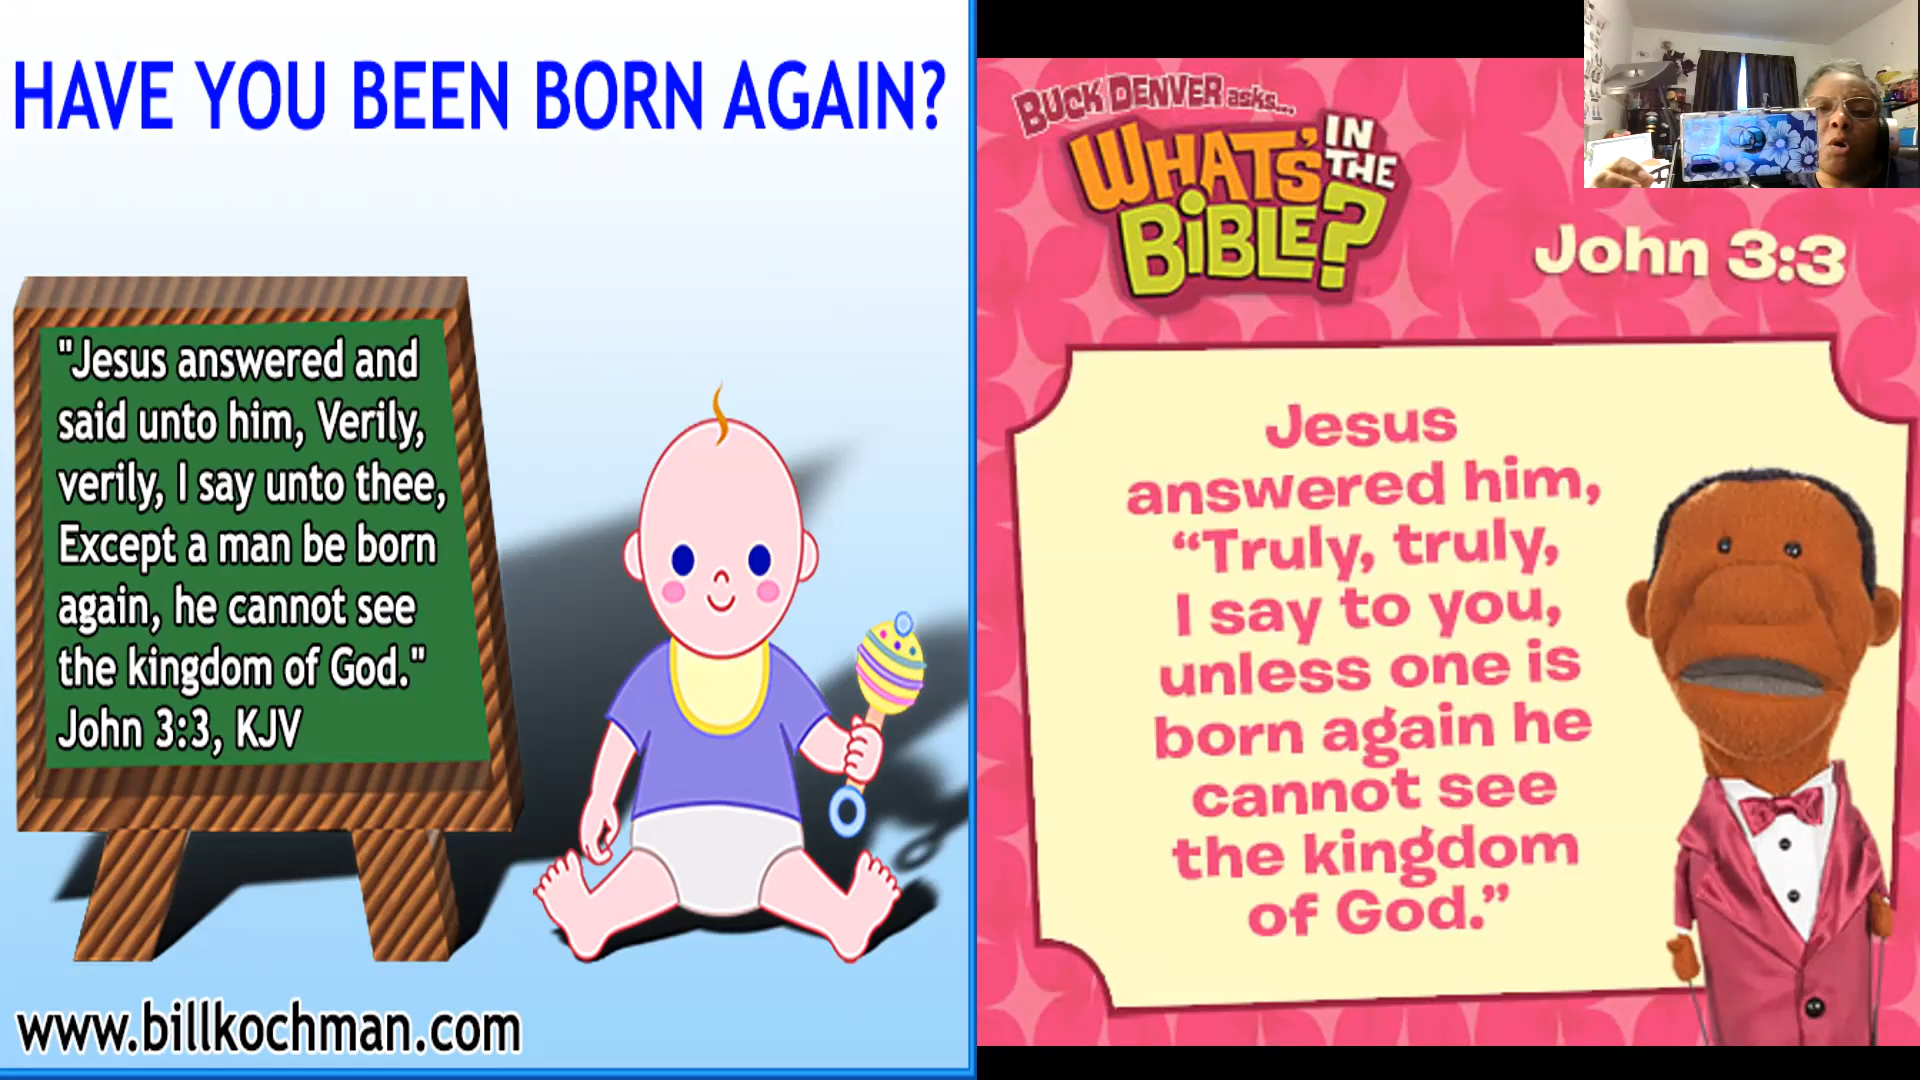 HAVE YOU BEEN BORN AGAIN?
"Jesus answered and
said unto him, Verily,
verily, I say unto thee,
Except a man be born
again, he cannot see
the kingdom of God."
John 3:3, KJV
www.billkochman.com
BUCK DENVER asks...
WHAT'S IN THE
BIBLE?
John 3:3
Jesus
answered him,
“Truly, truly,
I say to you,
unless one is
born again he
cannot see
the kingdom
of God.”